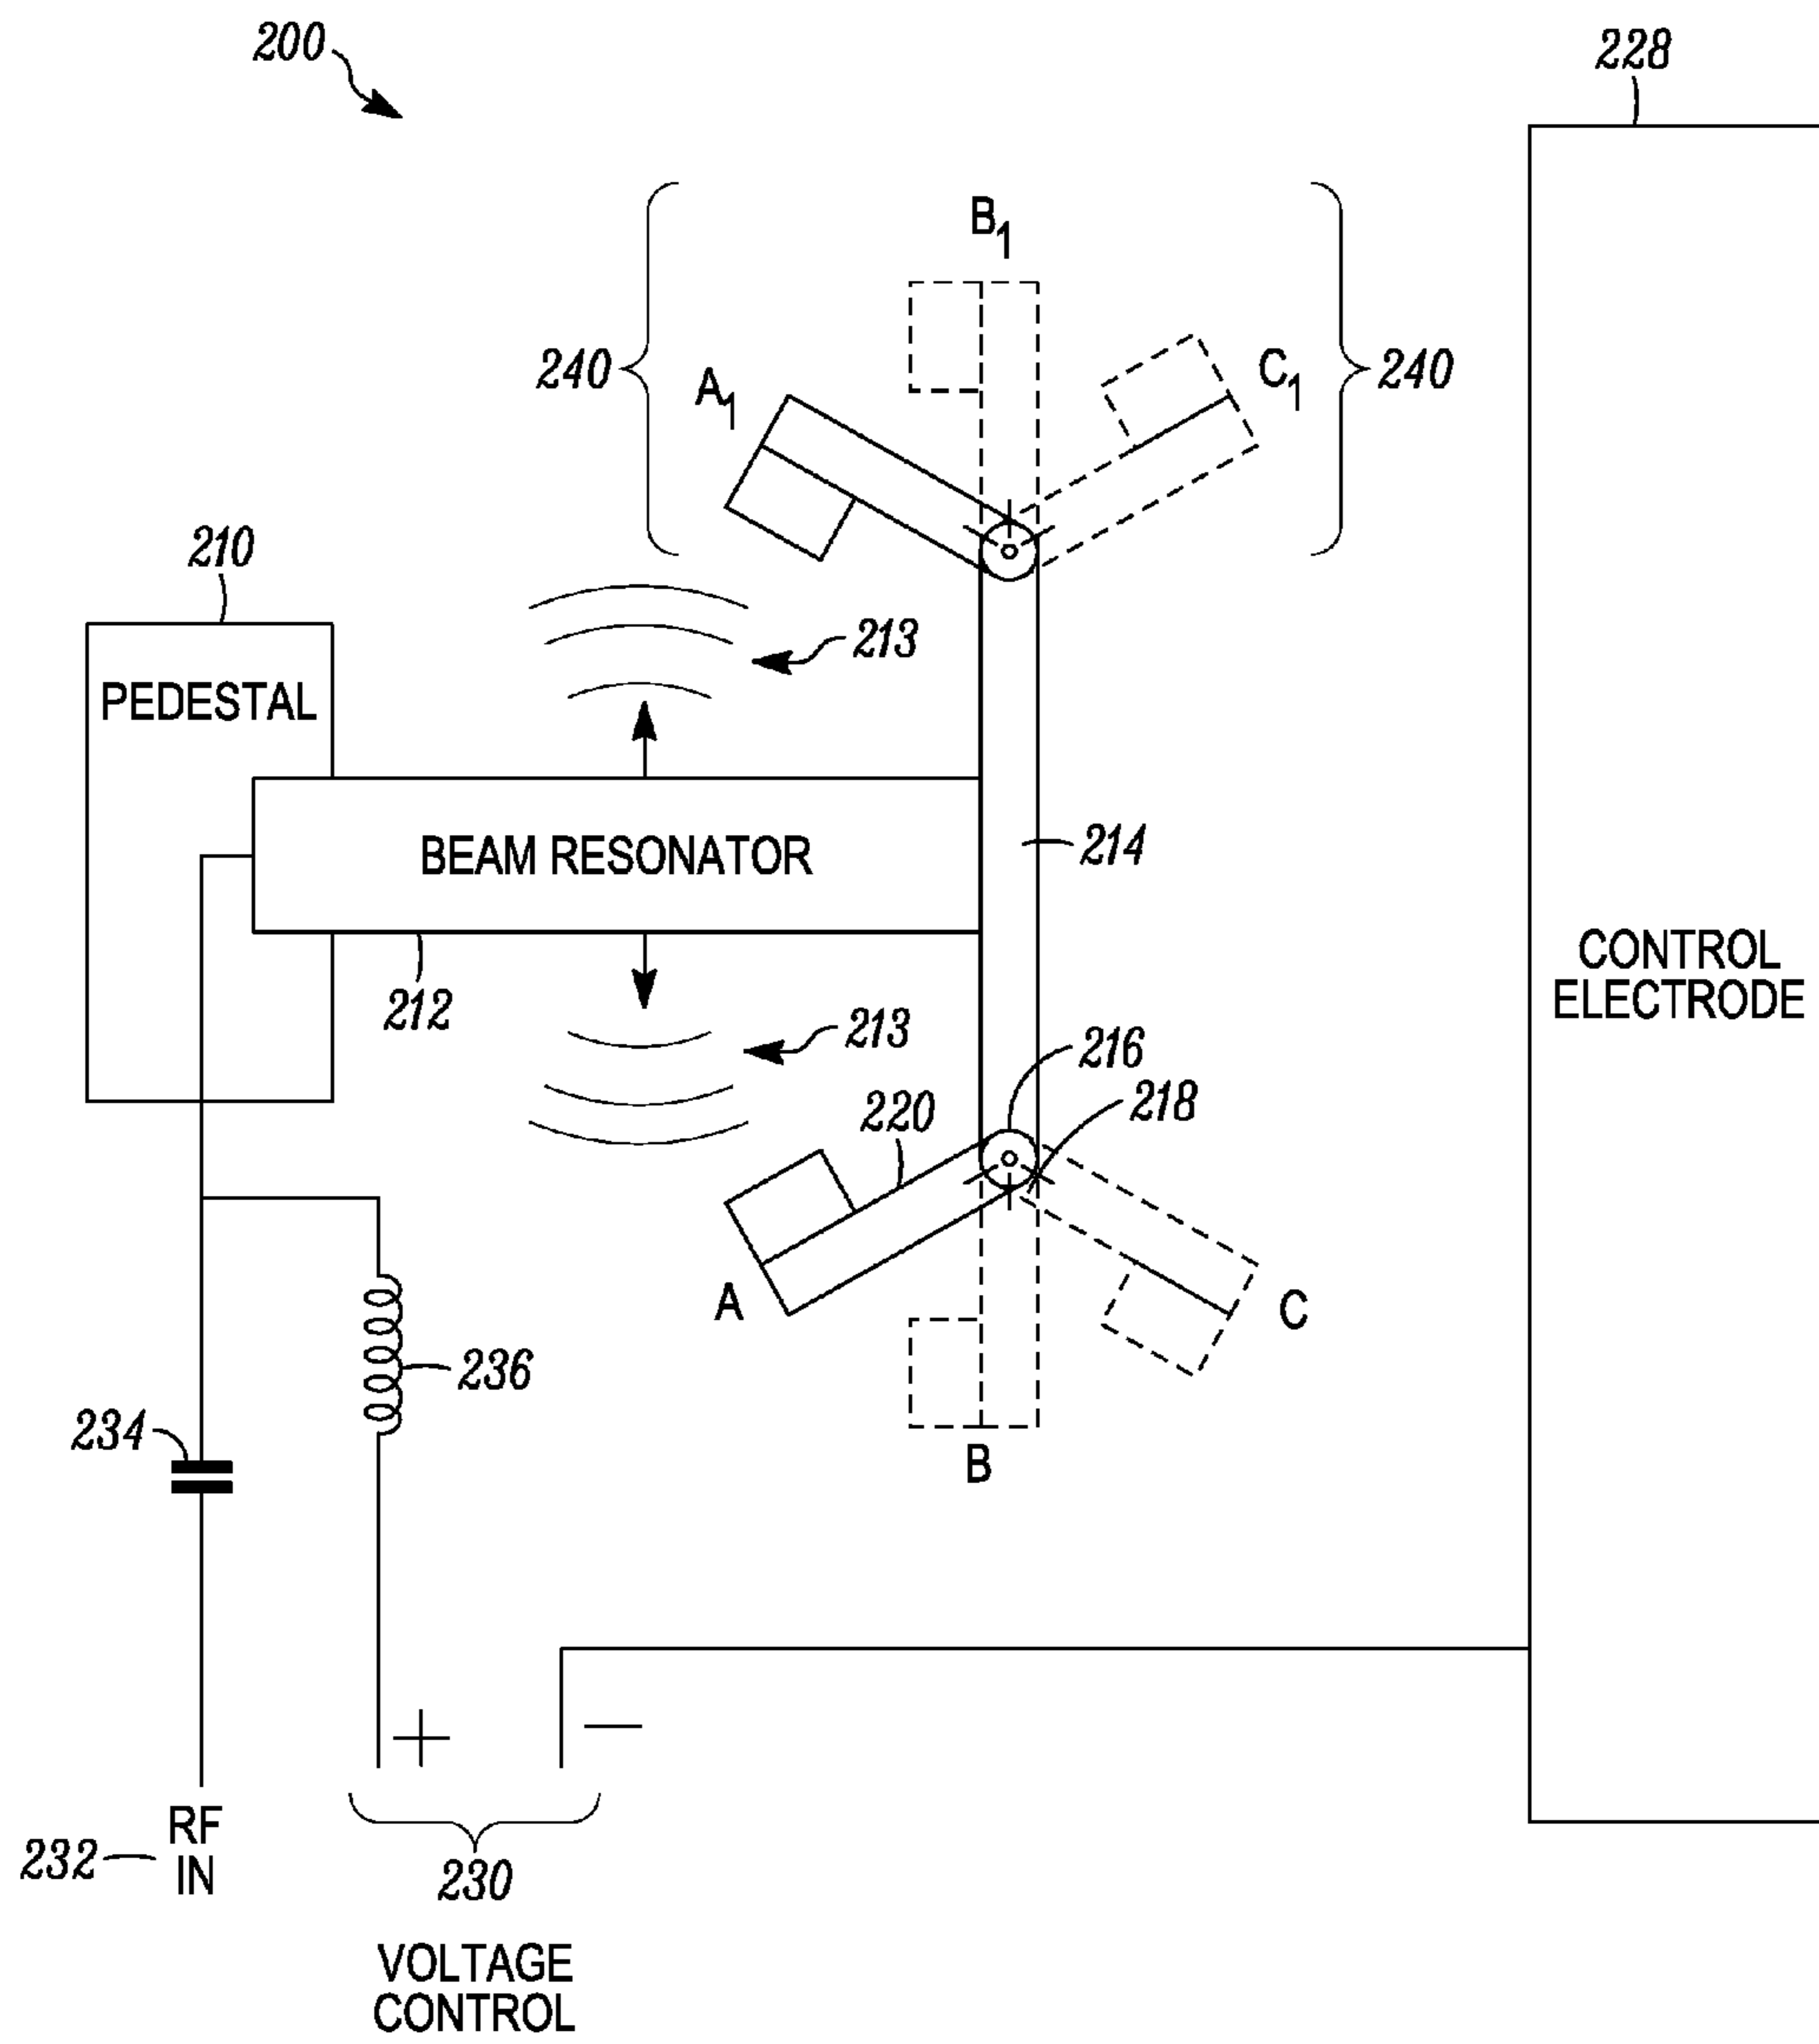 200
228
B1
240
A1
C1
240
210
213
PEDESTAL
BEAM RESONATOR
214
CONTROL
ELECTRODE
212
213
216
220
218
A
C
236
234
B
RF
IN
232
230
VOLTAGE
CONTROL